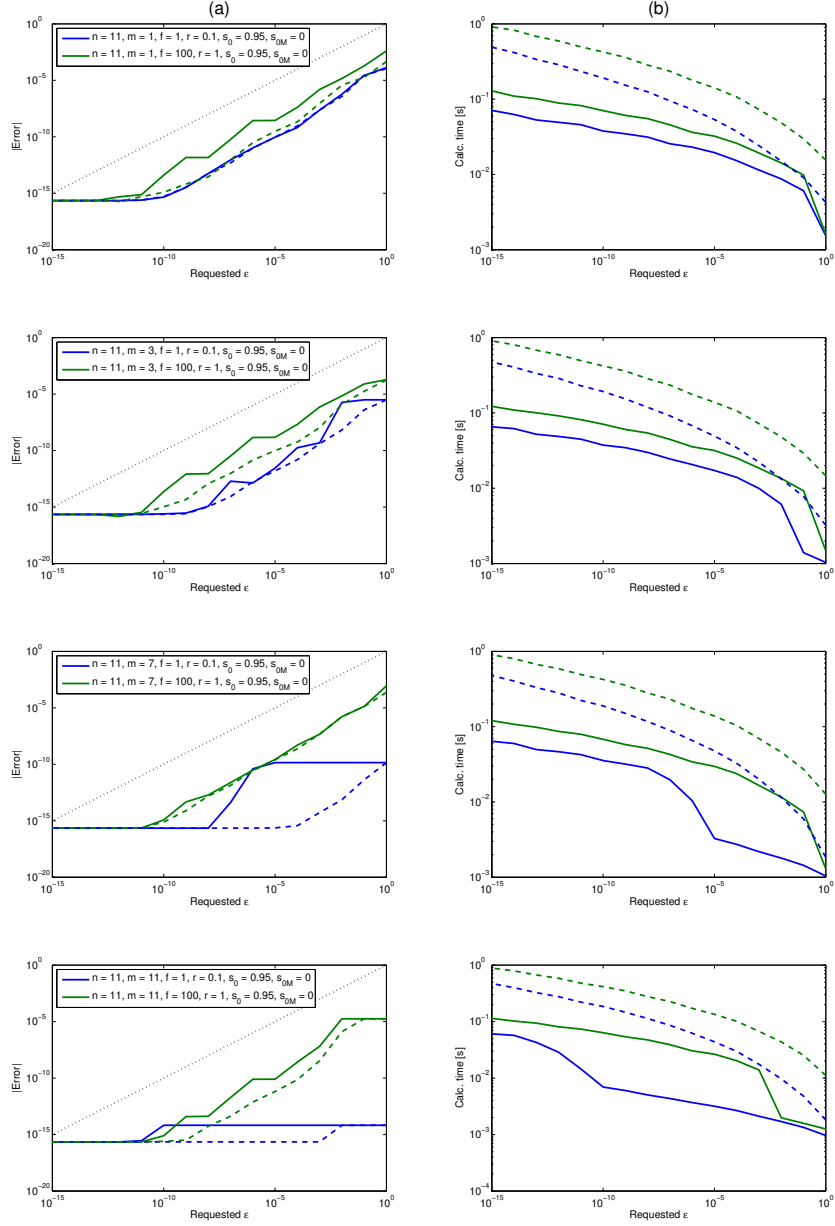 (a)
(b)
10^0
10^-5
10^-10
10^-15
10^-20
|Error|
n = 11, m = 1, f = 1, r = 0.1, s_0 = 0.95, s_0M = 0
n = 11, m = 1, f = 100, r = 1, s_0 = 0.95, s_0M = 0
10^-15
10^-10
10^-5
10^0
Requested ε
10^0
10^-1
10^-2
10^-3
Calc. time [s]
10^-15
10^-10
10^-5
10^0
Requested ε
10^0
10^-5
10^-10
10^-15
10^-20
|Error|
n = 11, m = 3, f = 1, r = 0.1, s_0 = 0.95, s_0M = 0
n = 11, m = 3, f = 100, r = 1, s_0 = 0.95, s_0M = 0
10^-15
10^-10
10^-5
10^0
Requested ε
10^0
10^-1
10^-2
10^-3
Calc. time [s]
10^-15
10^-10
10^-5
10^0
Requested ε
10^0
10^-5
10^-10
10^-15
10^-20
|Error|
n = 11, m = 7, f = 1, r = 0.1, s_0 = 0.95, s_0M = 0
n = 11, m = 7, f = 100, r = 1, s_0 = 0.95, s_0M = 0
10^-15
10^-10
10^-5
10^0
Requested ε
10^0
10^-1
10^-2
10^-3
Calc. time [s]
10^-15
10^-10
10^-5
10^0
Requested ε
10^0
10^-5
10^-10
10^-15
10^-20
|Error|
n = 11, m = 11, f = 1, r = 0.1, s_0 = 0.95, s_0M = 0
n = 11, m = 11, f = 100, r = 1, s_0 = 0.95, s_0M = 0
10^-15
10^-10
10^-5
10^0
Requested ε
10^0
10^-1
10^-2
10^-3
10^-4
Calc. time [s]
10^-15
10^-10
10^-5
10^0
Requested ε